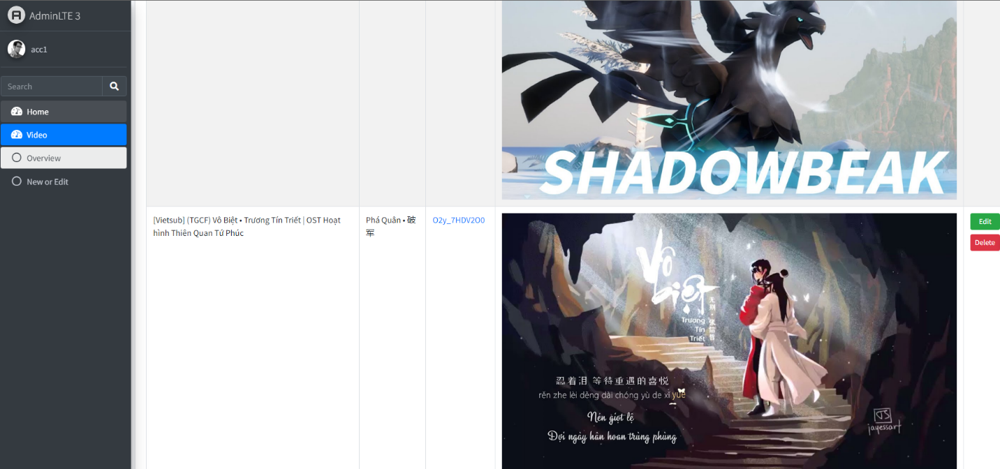 AdminLTE 3
acc1
Search
Home
Video
Overview
New or Edit
SHADOWBEAK
[Vietsub] (TGCF) Vô Biệt • Trương Tín Triết | OST Hoạt
hình Thiên Quan Tứ Phúc
Phá Quân • 破
军
O2y_7HDV2O0
Edit
Delete
Vô
biệt
无别·张信哲
Trương
Tín
Triết
忍着泪 等待重遇的喜悦
rěn zhe lèi děng dài chóng yù de xǐ yuè
Nén giọt lệ
Đợi ngày hân hoan trùng phùng
JS
jayessart